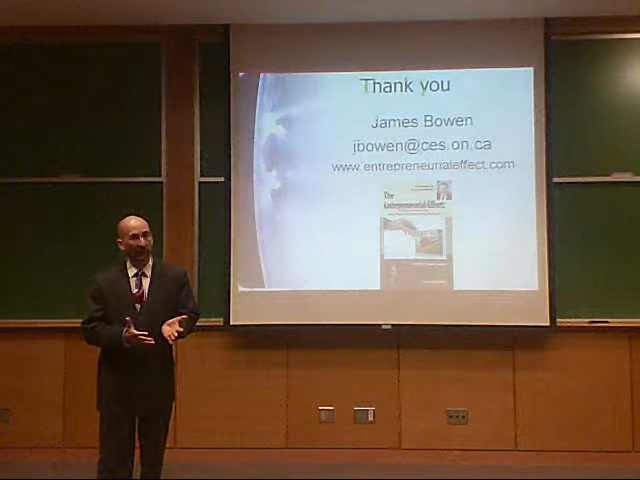 Thank you
James Bowen
jbowen@ces.on.ca
www.entrepreneurialeffect.com
The
Entrepreneurial Effect